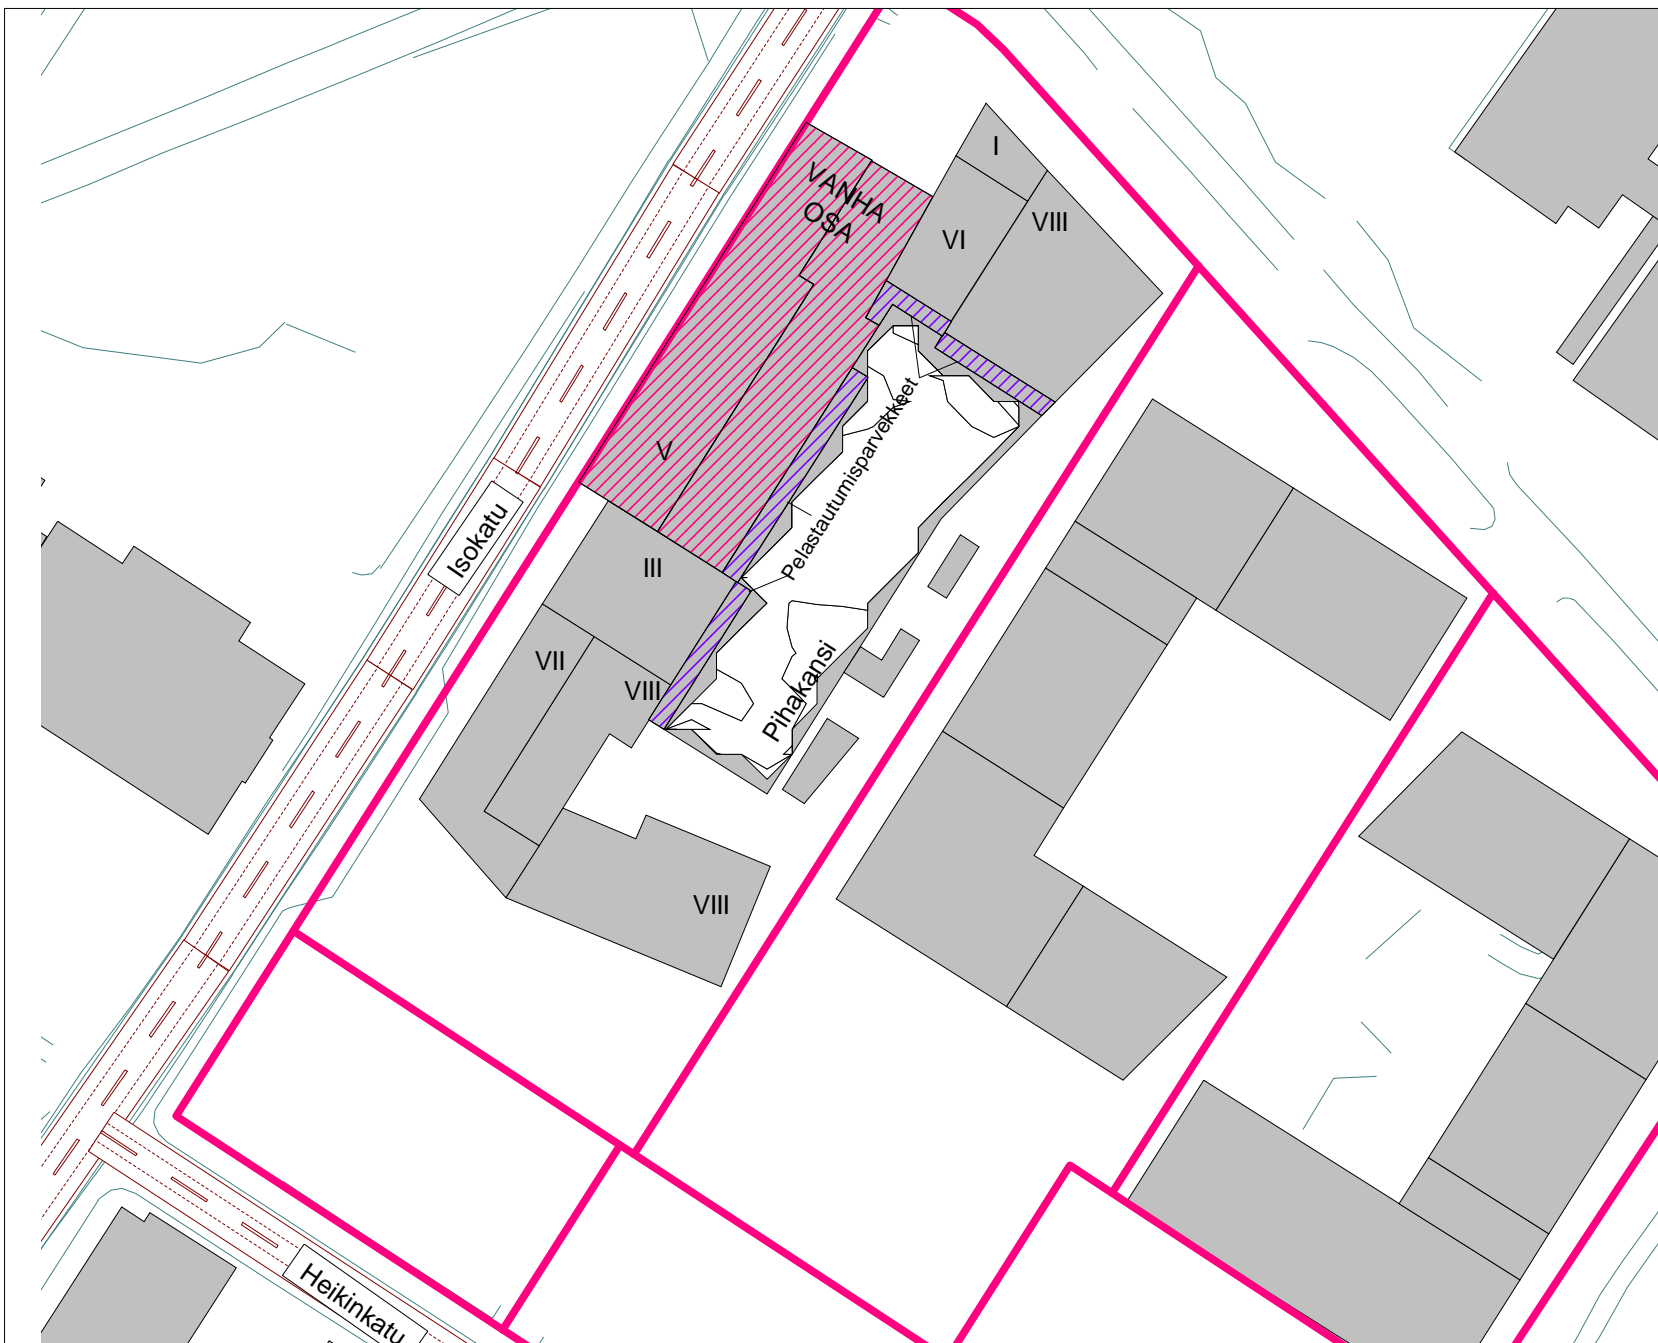 I
VANHA
OSA
VIII
VI
Pelastautumisparvekkeet
V
Isokatu
III
VII
VIII
Pihakansi
VIII
Heikinkatu